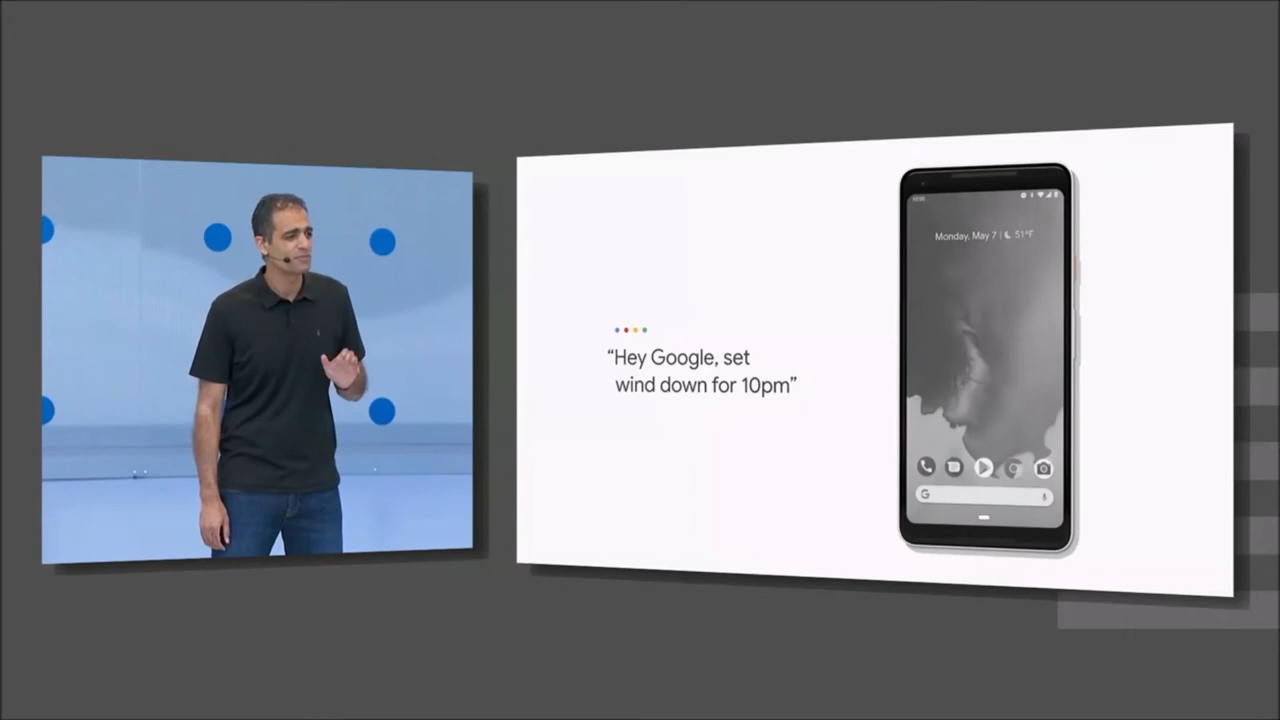 “Hey Google, set
wind down for 10pm”
Monday, May 7 | 51°F
G